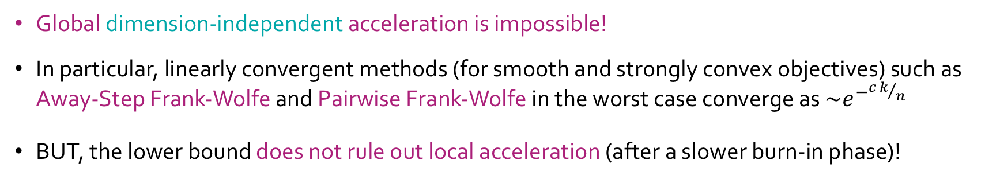 • Global dimension-independent acceleration is impossible!
• In particular, linearly convergent methods (for smooth and strongly convex objectives) such as
Away-Step Frank-Wolfe and Pairwise Frank-Wolfe in the worst case converge as ~e^{−c k/n}
• BUT, the lower bound does not rule out local acceleration (after a slower burn-in phase)!